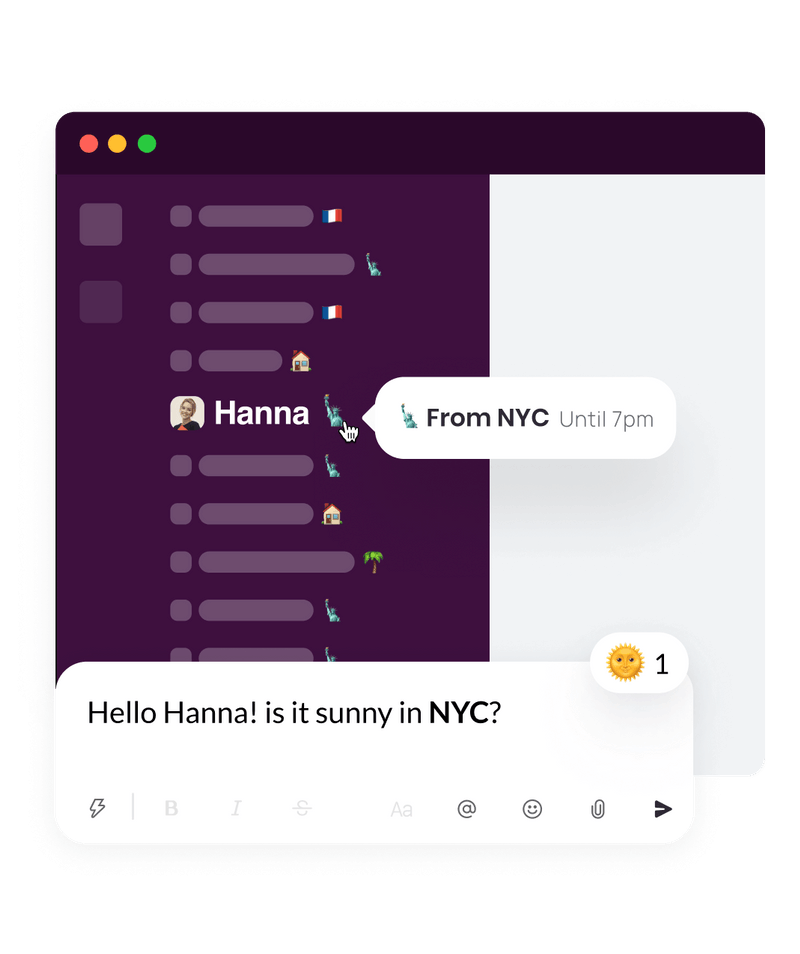 Hanna
🗽 From NYC Until 7pm
🌞 1
Hello Hanna! is it sunny in NYC?
B I S Aa @